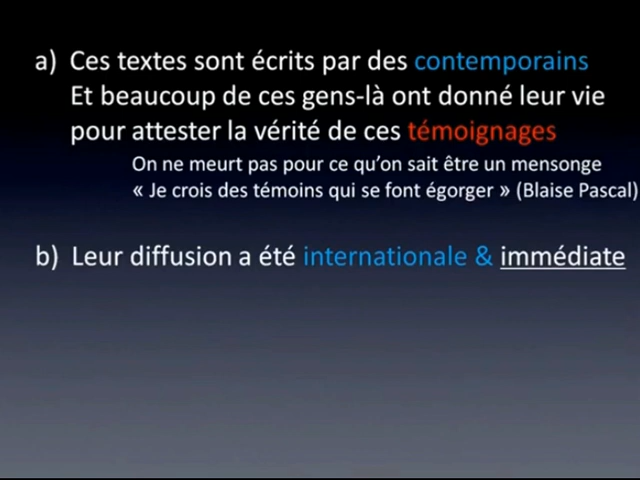 a) Ces textes sont écrits par des contemporains
Et beaucoup de ces gens-là ont donné leur vie
pour attester la vérité de ces témoignages
On ne meurt pas pour ce qu'on sait être un mensonge
« Je crois des témoins qui se font égorger » (Blaise Pascal)
b) Leur diffusion a été internationale & immédiate